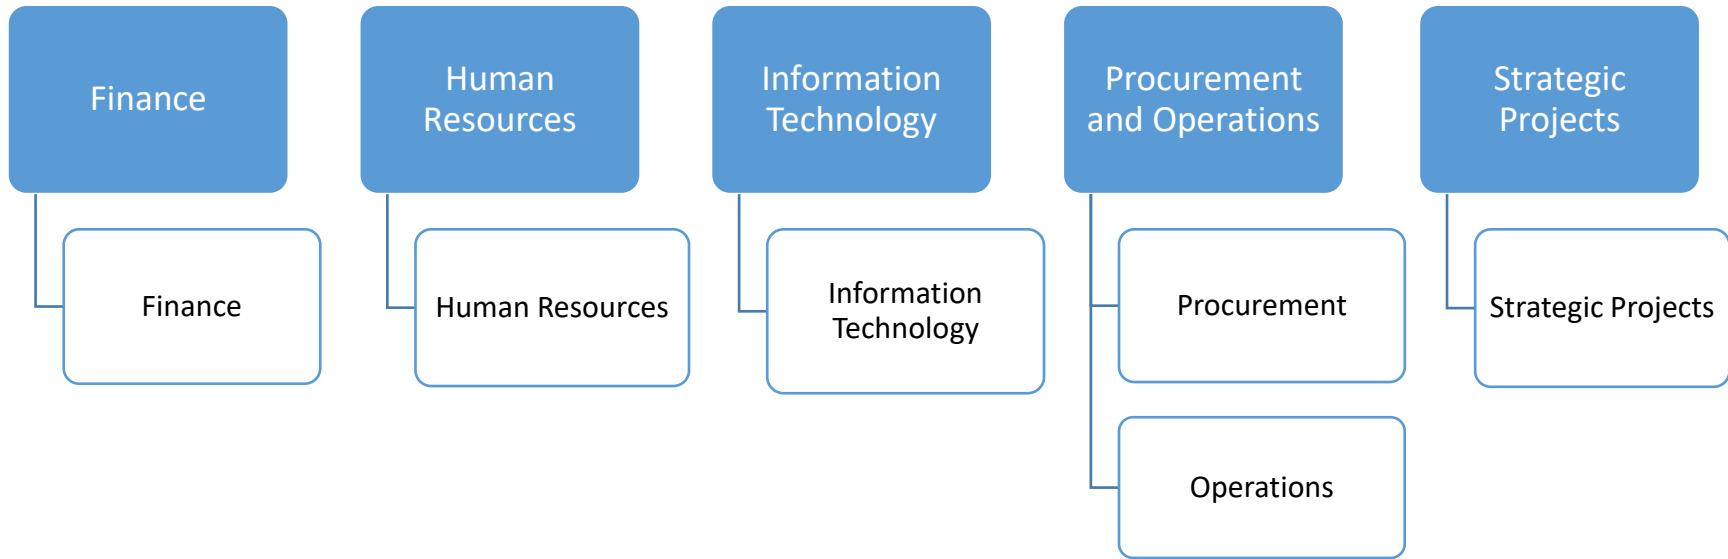 Finance
Human
Resources
Information
Technology
Procurement
and Operations
Strategic
Projects
Finance
Human Resources
Information
Technology
Procurement
Strategic Projects
Operations